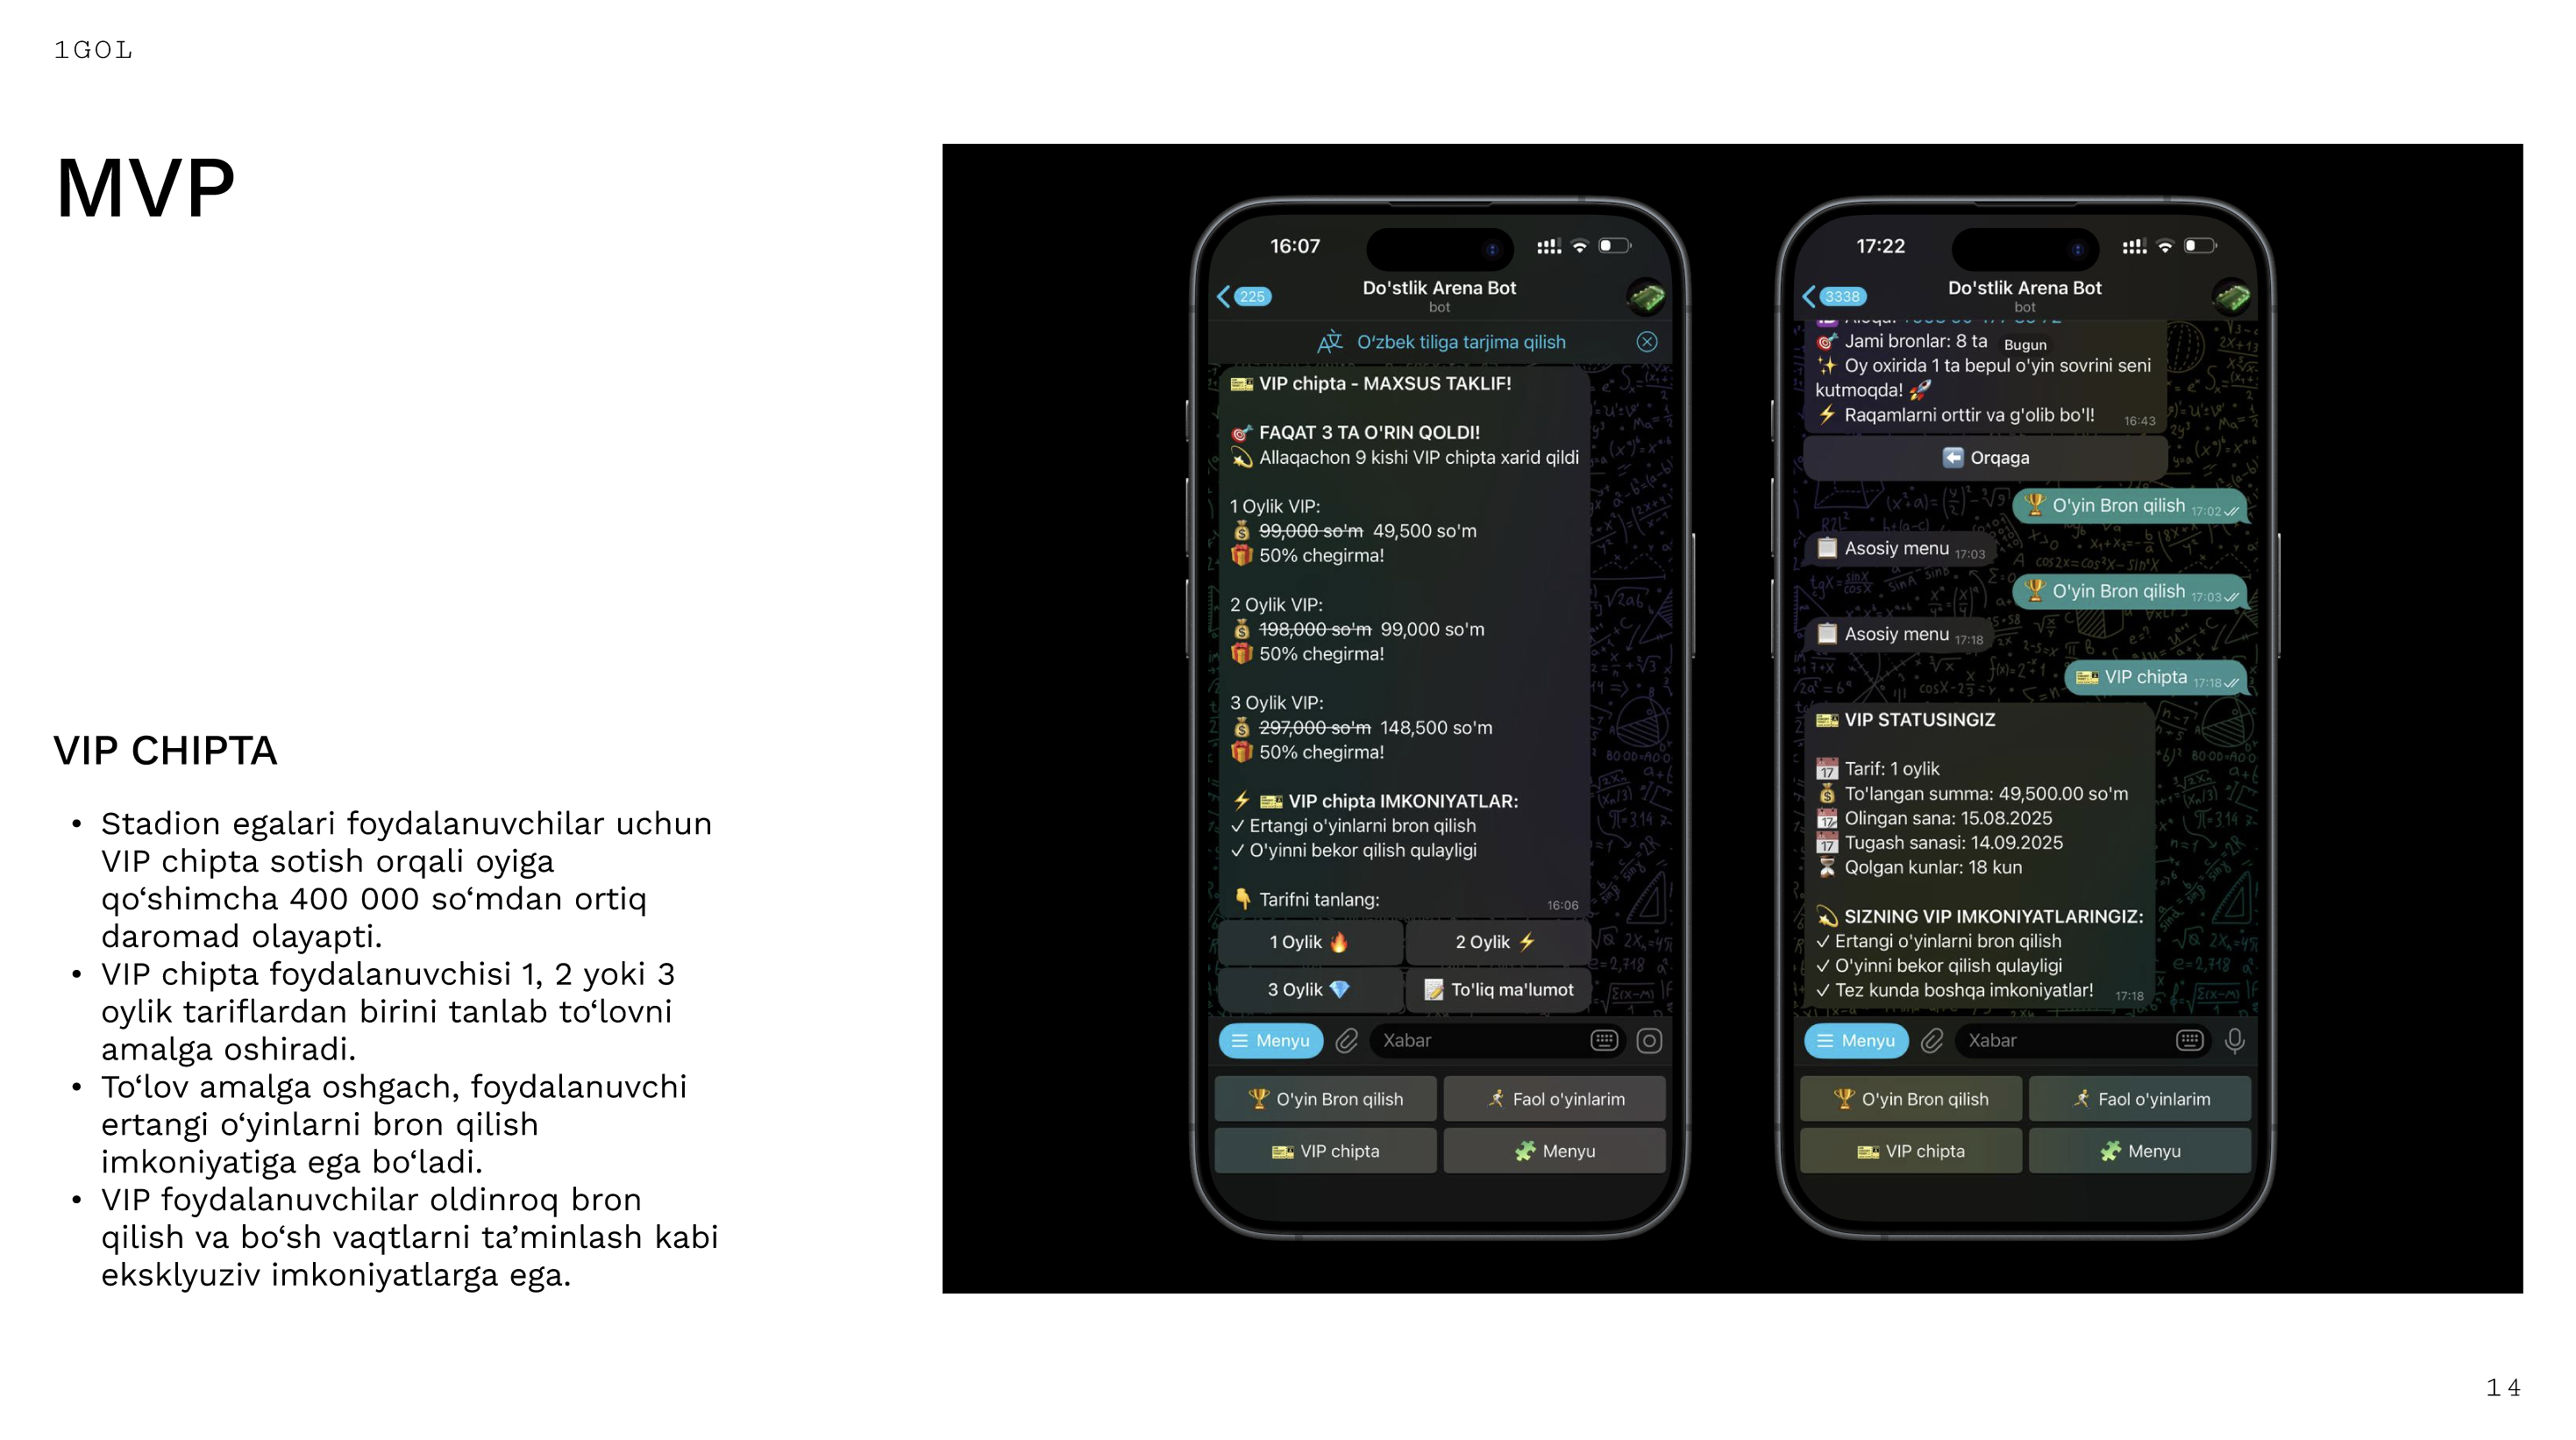 1GOL
MVP
VIP CHIPTA
• Stadion egalari foydalanuvchilar uchun
VIP chipta sotish orqali oyiga
qo‘shimcha 400 000 so‘mdan ortiq
daromad olayapti.
• VIP chipta foydalanuvchisi 1, 2 yoki 3
oylik tariflardan birini tanlab to‘lovni
amalga oshiradi.
• To‘lov amalga oshgach, foydalanuvchi
ertangi o‘yinlarni bron qilish
imkoniyatiga ega bo‘ladi.
• VIP foydalanuvchilar oldinroq bron
qilish va bo‘sh vaqtlarni ta’minlash kabi
eksklyuziv imkoniyatlarga ega.
16:07
225
Do'stlik Arena Bot
bot
O‘zbek tiliga tarjima qilish
🎫 VIP chipta - MAXSUS TAKLIF!
🎯 FAQAT 3 TA O'RIN QOLDI!
💫 Allaqachon 9 kishi VIP chipta xarid qildi
1 Oylik VIP:
💰 99,000 so'm 49,500 so'm
🎁 50% chegirma!
2 Oylik VIP:
💰 198,000 so'm 99,000 so'm
🎁 50% chegirma!
3 Oylik VIP:
💰 297,000 so'm 148,500 so'm
🎁 50% chegirma!
⚡ 🎫 VIP chipta IMKONIYATLAR:
✓ Ertangi o'yinlarni bron qilish
✓ O'yinni bekor qilish qulayligi
👇 Tarifni tanlang:
16:06
1 Oylik 🔥
2 Oylik ⚡
3 Oylik 💎
📝 To'liq ma'lumot
Menyu
Xabar
🏆 O'yin Bron qilish
🏃 Faol o'yinlarim
🎫 VIP chipta
🧩 Menyu
17:22
3338
Do'stlik Arena Bot
bot
🎯 Jami bronlar: 8 ta
Bugun
✨ Oy oxirida 1 ta bepul o'yin sovrini seni
kutmoqda! 🚀
⚡ Raqamlarni orttir va g'olib bo'l!
16:43
⬅️ Orqaga
🏆 O'yin Bron qilish 17:02
📋 Asosiy menu 17:03
🏆 O'yin Bron qilish 17:03
📋 Asosiy menu 17:18
🎫 VIP chipta 17:18
🎫 VIP STATUSINGIZ
📅 Tarif: 1 oylik
💰 To'langan summa: 49,500.00 so'm
📆 Olingan sana: 15.08.2025
📅 Tugash sanasi: 14.09.2025
⏳ Qolgan kunlar: 18 kun
💫 SIZNING VIP IMKONIYATLARINGIZ:
✓ Ertangi o'yinlarni bron qilish
✓ O'yinni bekor qilish qulayligi
✓ Tez kunda boshqa imkoniyatlar!
17:18
Menyu
Xabar
🏆 O'yin Bron qilish
🏃 Faol o'yinlarim
🎫 VIP chipta
🧩 Menyu
14